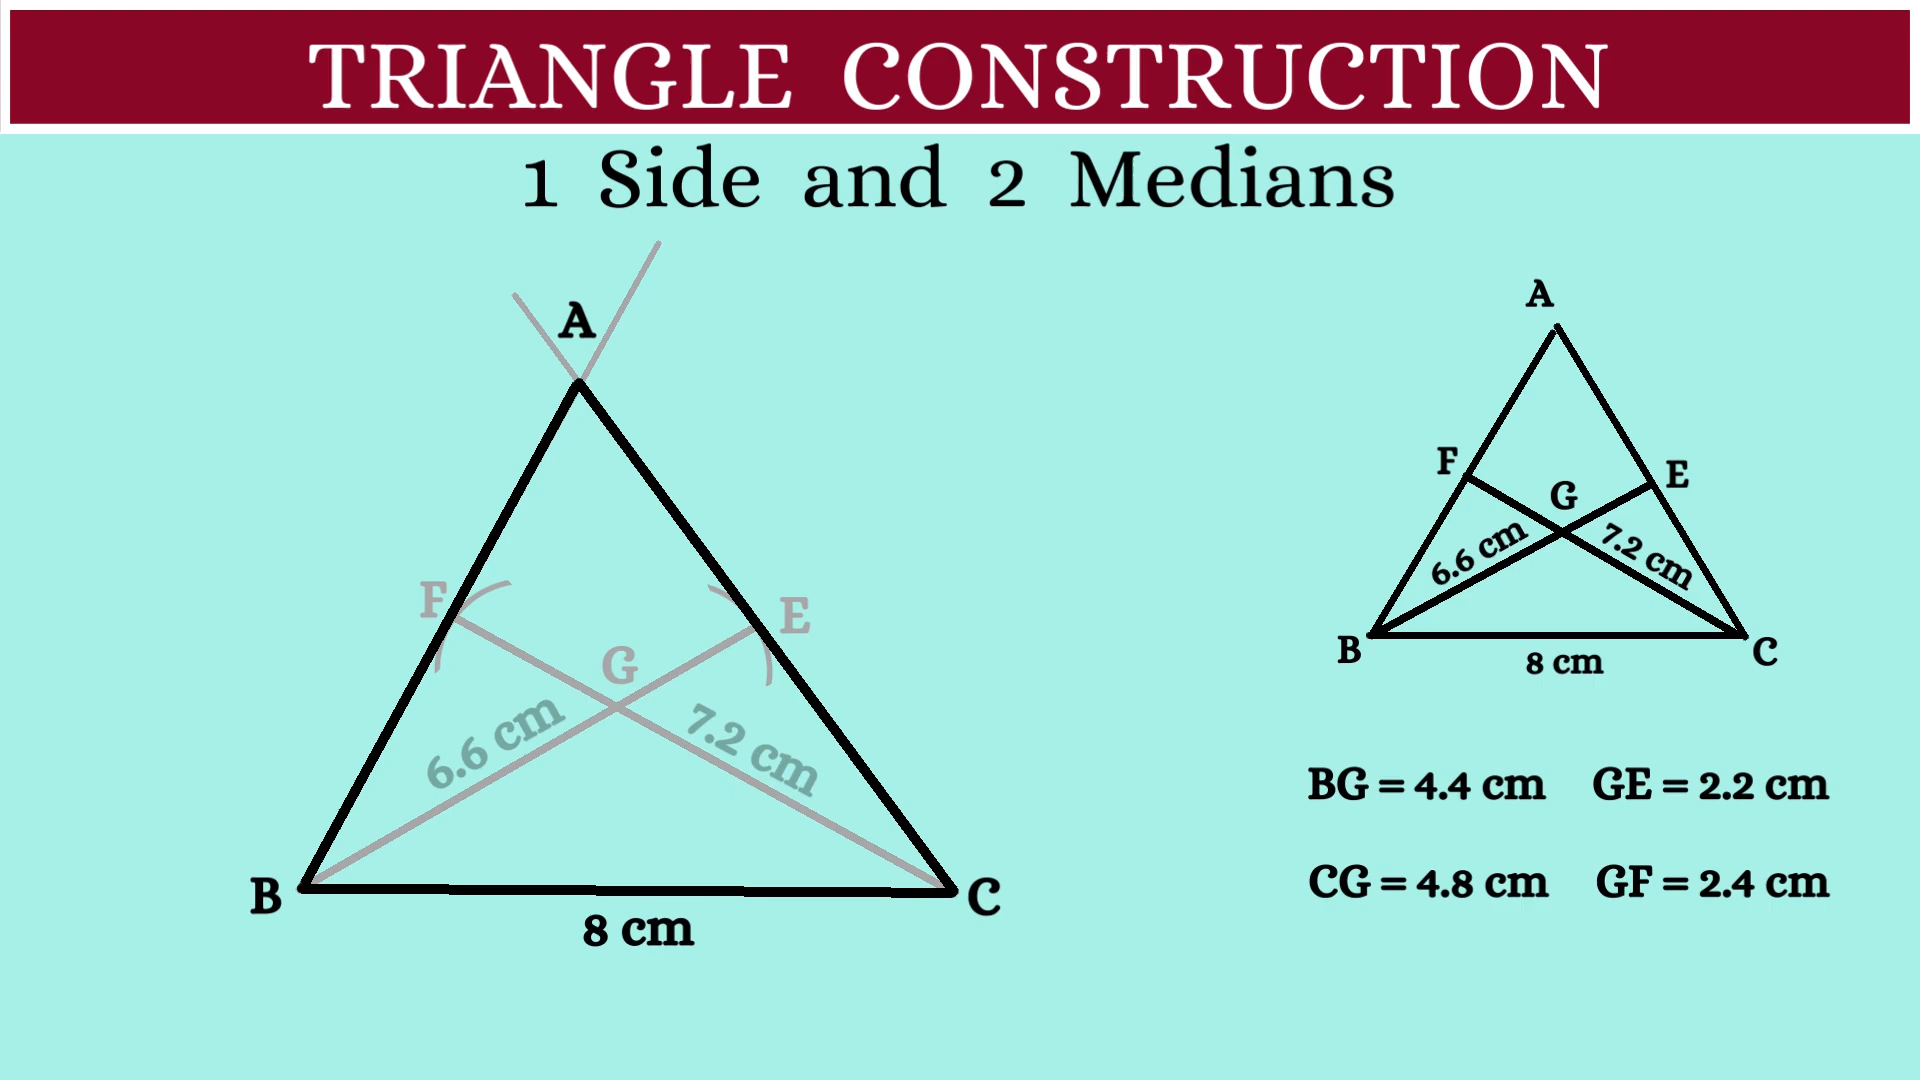 TRIANGLE CONSTRUCTION
1 Side and 2 Medians
A
F
E
G
6.6 cm
7.2 cm
B
C
8 cm
A
F
E
G
6.6 cm
7.2 cm
B
C
8 cm
BG = 4.4 cm GE = 2.2 cm
CG = 4.8 cm GF = 2.4 cm